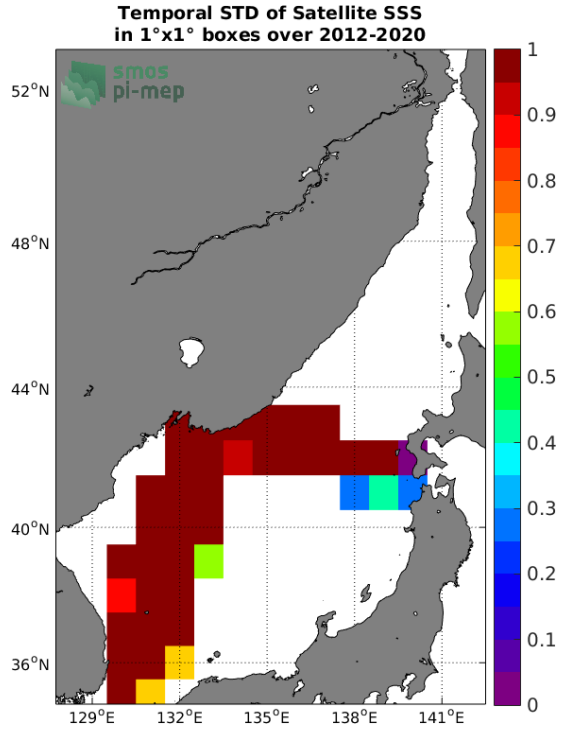 Temporal STD of Satellite SSS
in 1°x1° boxes over 2012-2020
smos
pi-mep
52°N
48°N
44°N
40°N
36°N
129°E
132°E
135°E
138°E
141°E
1
0.9
0.8
0.7
0.6
0.5
0.4
0.3
0.2
0.1
0